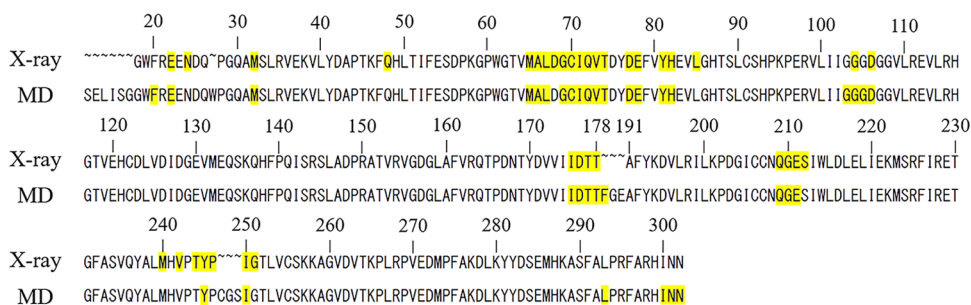 20 30 40 50 60 70 80 90 100 110
X-ray ~~~~~~GWFREENDQ~PGQAMSLRVEKVLYDAPTKFQHLTIFESDPKGPWGTVMALDGCIQVTDYDEFVYHEVLGHTSLCSHPKPERVLIIGGGDGGVLREVLRH
MD SELISGGWFREENDQWPGQAMSLRVEKVLYDAPTKFQHLTIFESDPKGPWGTVMALDGCIQVTDYDEFVYHEVLGHTSLCSHPKPERVLIIGGGDGGVLREVLRH
120 130 140 150 160 170 178 191 200 210 220 230
X-ray GTVEHCDLVDIDGEVMEQSKQHFPQISRSLADPRATVRVGDGLAFVRQTPDNTYDVVIIDTT~~~AFYKDVLRILKPDGICCNQGESIWLDLELIEKMSRFIRET
MD GTVEHCDLVDIDGEVMEQSKQHFPQISRSLADPRATVRVGDGLAFVRQTPDNTYDVVIIDTTFGEAFYKDVLRILKPDGICCNQGESIWLDLELIEKMSRFIRET
240 250 260 270 280 290 300
X-ray GFASVQYALMHVPTYP~~~IGTLVCSKKAGVDVTKPLRPVEDMPFAKDLKYYDSEMHKASFALPRFARHINN
MD GFASVQYALMHVPTYPCGSIGTLVCSKKAGVDVTKPLRPVEDMPFAKDLKYYDSEMHKASFALPRFARHINN